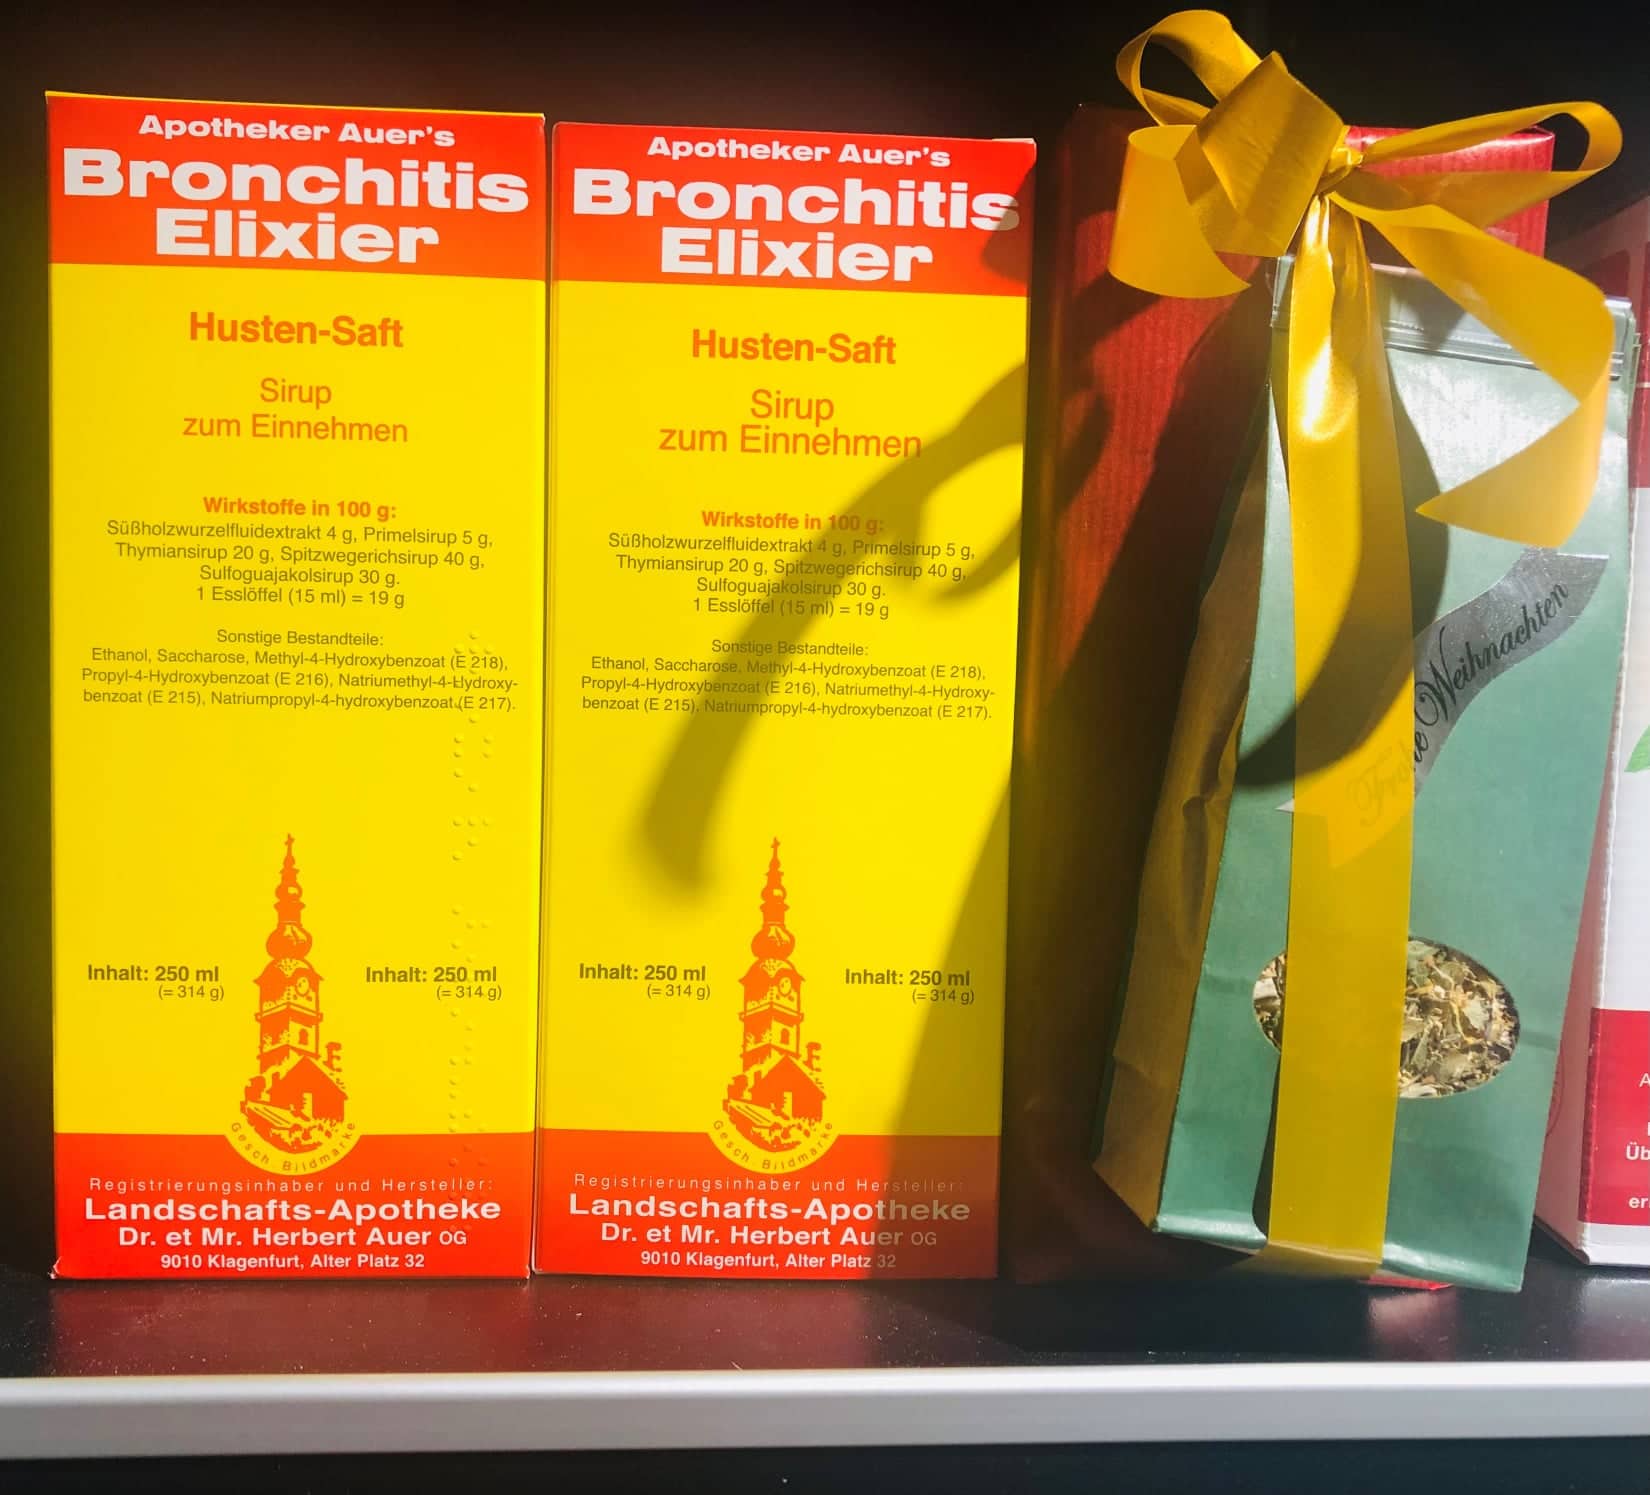 Apotheker Auer's
Bronchitis
Elixier
Husten-Saft
Sirup
zum Einnehmen
Wirkstoffe in 100 g:
Süßholzwurzelfluidextrakt 4 g, Primelsirup 5 g,
Thymiansirup 20 g, Spitzwegerichsirup 40 g,
Sulfoguajakolsirup 30 g.
1 Esslöffel (15 ml) = 19 g
Sonstige Bestandteile:
Ethanol, Saccharose, Methyl-4-Hydroxybenzoat (E 218),
Propyl-4-Hydroxybenzoat (E 216), Natriumethyl-4-Hydroxy-
benzoat (E 215), Natriumpropyl-4-hydroxybenzoat (E 217).
Inhalt: 250 ml
(= 314 g)
Inhalt: 250 ml
(= 314 g)
Gesch. Bildmarke
Registrierungsinhaber und Hersteller:
Landschafts-Apotheke
Dr. et Mr. Herbert Auer OG
9010 Klagenfurt, Alter Platz 32
Apotheker Auer's
Bronchitis
Elixier
Husten-Saft
Sirup
zum Einnehmen
Wirkstoffe in 100 g:
Süßholzwurzelfluidextrakt 4 g, Primelsirup 5 g,
Thymiansirup 20 g, Spitzwegerichsirup 40 g,
Sulfoguajakolsirup 30 g.
1 Esslöffel (15 ml) = 19 g
Sonstige Bestandteile:
Ethanol, Saccharose, Methyl-4-Hydroxybenzoat (E 218),
Propyl-4-Hydroxybenzoat (E 216), Natriumethyl-4-Hydroxy-
benzoat (E 215), Natriumpropyl-4-hydroxybenzoat (E 217).
Inhalt: 250 ml
(= 314 g)
Inhalt: 250 ml
(= 314 g)
Gesch. Bildmarke
Registrierungsinhaber und Hersteller:
Landschafts-Apotheke
Dr. et Mr. Herbert Auer OG
9010 Klagenfurt, Alter Platz 32
Frohe Weihnachten